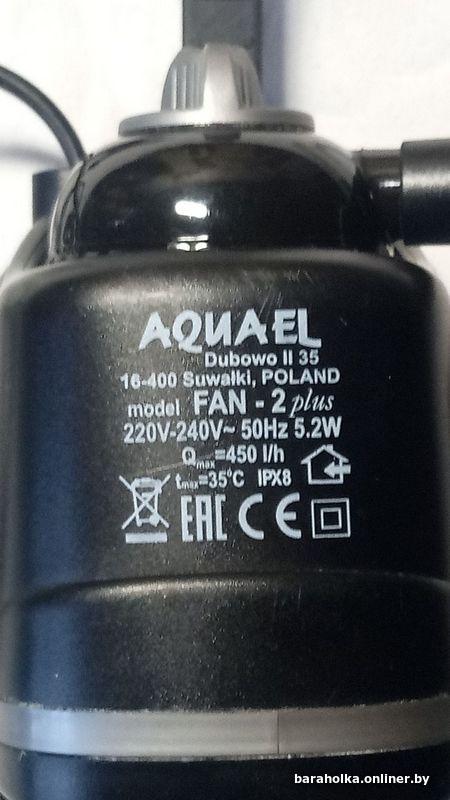 AQUAEL
Dubowo II 35
16-400 Suwałki, POLAND
model FAN - 2 plus
220V-240V~ 50Hz 5.2W
Qmax=450 l/h
tmax=35°C IPX8
EAC CE
baraholka.onliner.by